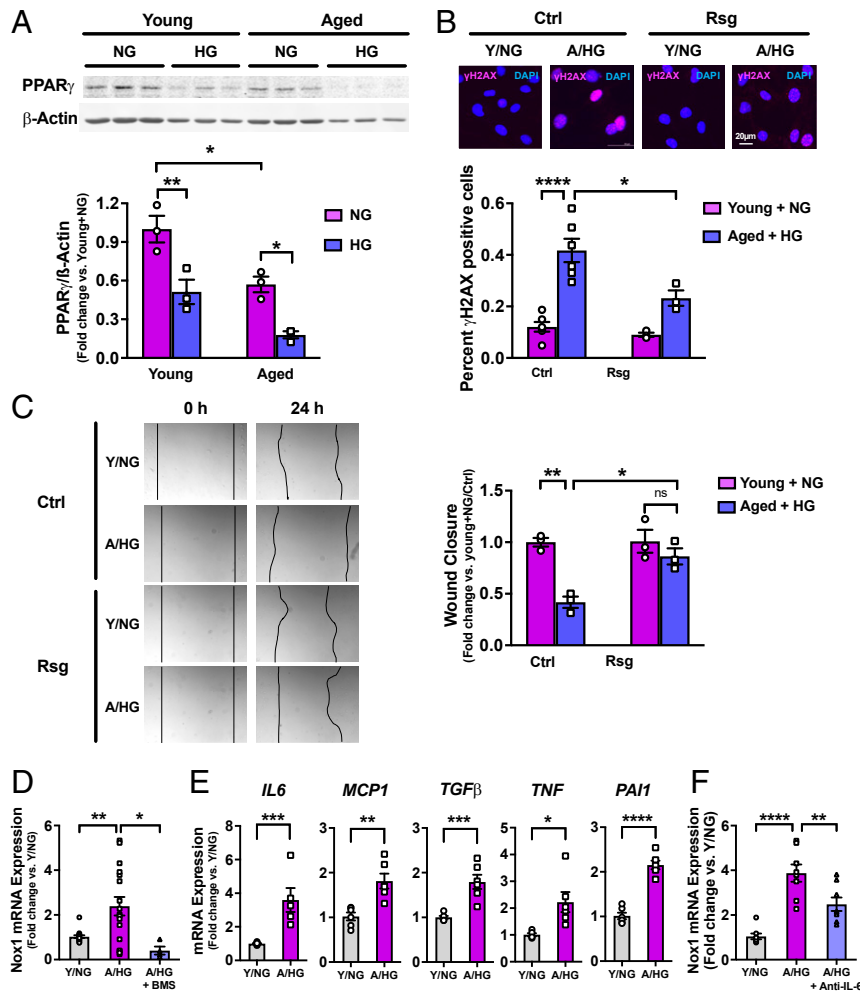 A
Young Aged
NG HG NG HG
PPARγ
β-Actin
*
** *
PPARγ/ß-Actin
(Fold change vs. Young+NG)
1.2
0.9
0.6
0.3
0.0
Young Aged
NG
HG
B
Ctrl Rsg
Y/NG A/HG Y/NG A/HG
γH2AX DAPI γH2AX DAPI γH2AX DAPI γH2AX DAPI
20µm
**** *
Percent γH2AX positive cells
0.6
0.4
0.2
0.0
Ctrl Rsg
Young + NG
Aged + HG
C
0 h 24 h
Ctrl
Y/NG
A/HG
Rsg
Y/NG
A/HG
** *
ns
Wound Closure
(Fold change vs. young+NG/Ctrl)
1.5
1.0
0.5
0.0
Ctrl Rsg
Young + NG
Aged + HG
D
Nox1 mRNA Expression
(Fold change vs. Y/NG)
** *
6
4
2
0
Y/NG A/HG A/HG
+ BMS
E
IL6 MCP1 TGFβ TNF PAI1
mRNA Expression
(Fold change vs. Y/NG)
*** ** *** * ****
8
6
4
2
0
Y/NG A/HG
3
2
1
0
Y/NG A/HG
3
2
1
0
Y/NG A/HG
5
4
3
2
1
0
Y/NG A/HG
3
2
1
0
Y/NG A/HG
F
Nox1 mRNA Expression
(Fold change vs. Y/NG)
**** **
6
4
2
0
Y/NG A/HG A/HG
+ Anti-IL-6